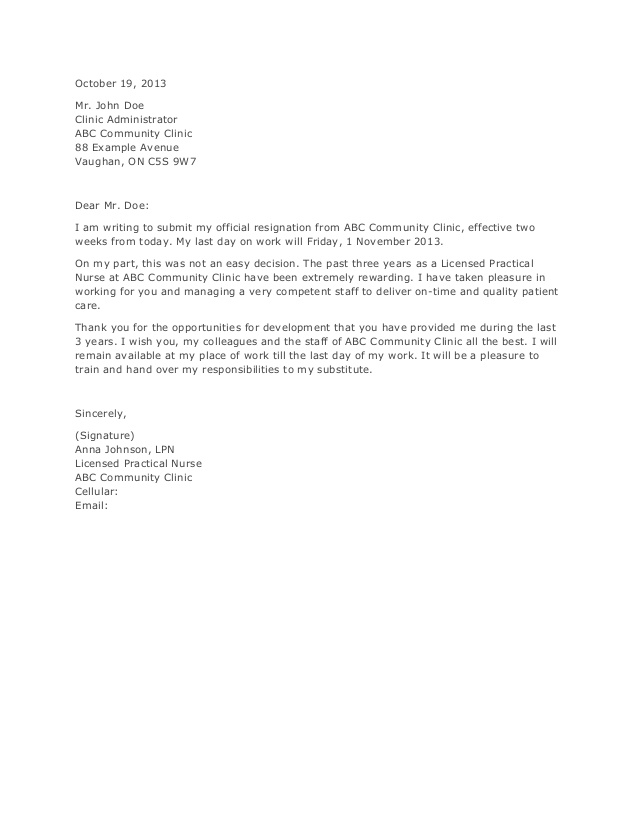 October 19, 2013
Mr. John Doe
Clinic Administrator
ABC Community Clinic
88 Example Avenue
Vaughan, ON C5S 9W7
Dear Mr. Doe:
I am writing to submit my official resignation from ABC Community Clinic, effective two
weeks from today. My last day on work will Friday, 1 November 2013.
On my part, this was not an easy decision. The past three years as a Licensed Practical
Nurse at ABC Community Clinic have been extremely rewarding. I have taken pleasure in
working for you and managing a very competent staff to deliver on-time and quality patient
care.
Thank you for the opportunities for development that you have provided me during the last
3 years. I wish you, my colleagues and the staff of ABC Community Clinic all the best. I will
remain available at my place of work till the last day of my work. It will be a pleasure to
train and hand over my responsibilities to my substitute.
Sincerely,
(Signature)
Anna Johnson, LPN
Licensed Practical Nurse
ABC Community Clinic
Cellular:
Email: